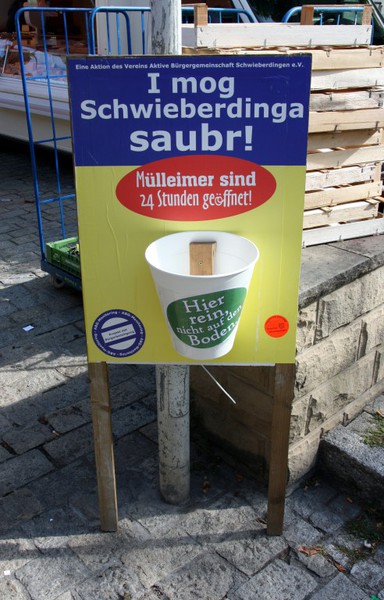 Eine Aktion des Vereins Aktive Bürgergemeinschaft Schwieberdingen e.V.
I mog
Schwieberdinga
saubr!
Mülleimer sind
24 Stunden geöffnet!
Hier
rein,
nicht auf den
Boden